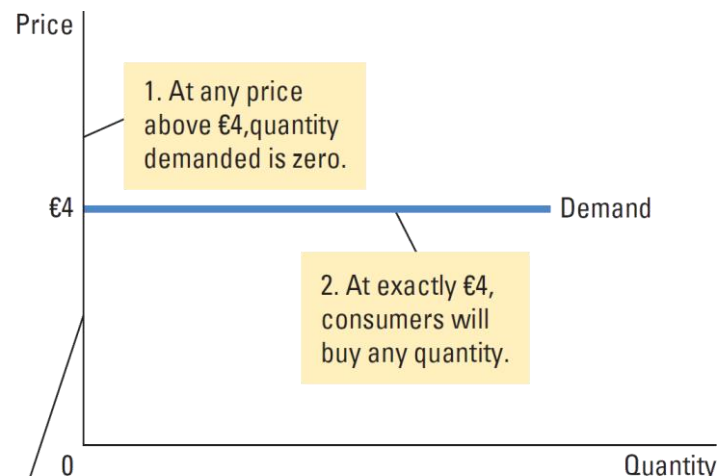 Price
1. At any price
above €4,quantity
demanded is zero.
€4
Demand
2. At exactly €4,
consumers will
buy any quantity.
0
Quantity